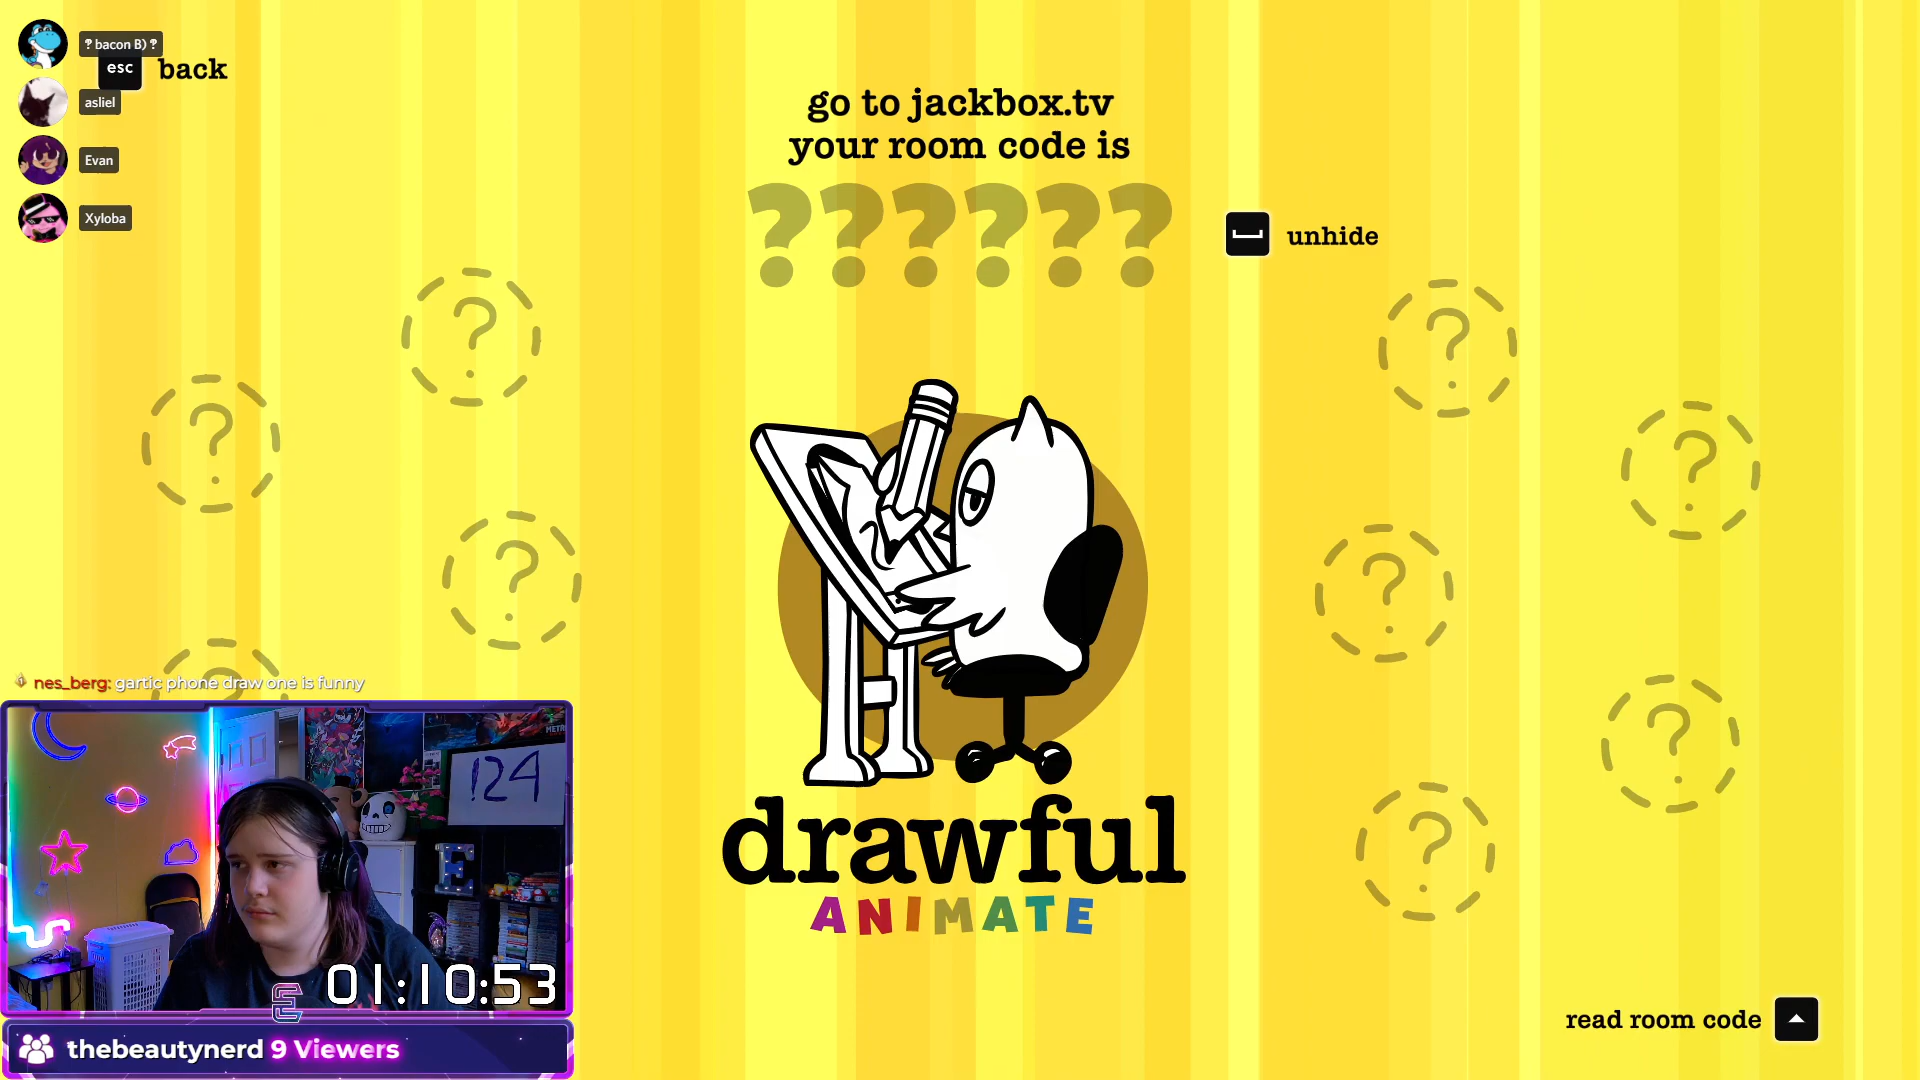 ‽ bacon B) ‽
esc back
asliel
Evan
Xyloba
go to jackbox.tv
your room code is
??????
unhide
drawful
ANIMATE
nes_berg: gartic phone draw one is funny
!24
E
01:10:53
thebeautynerd 9 Viewers
read room code